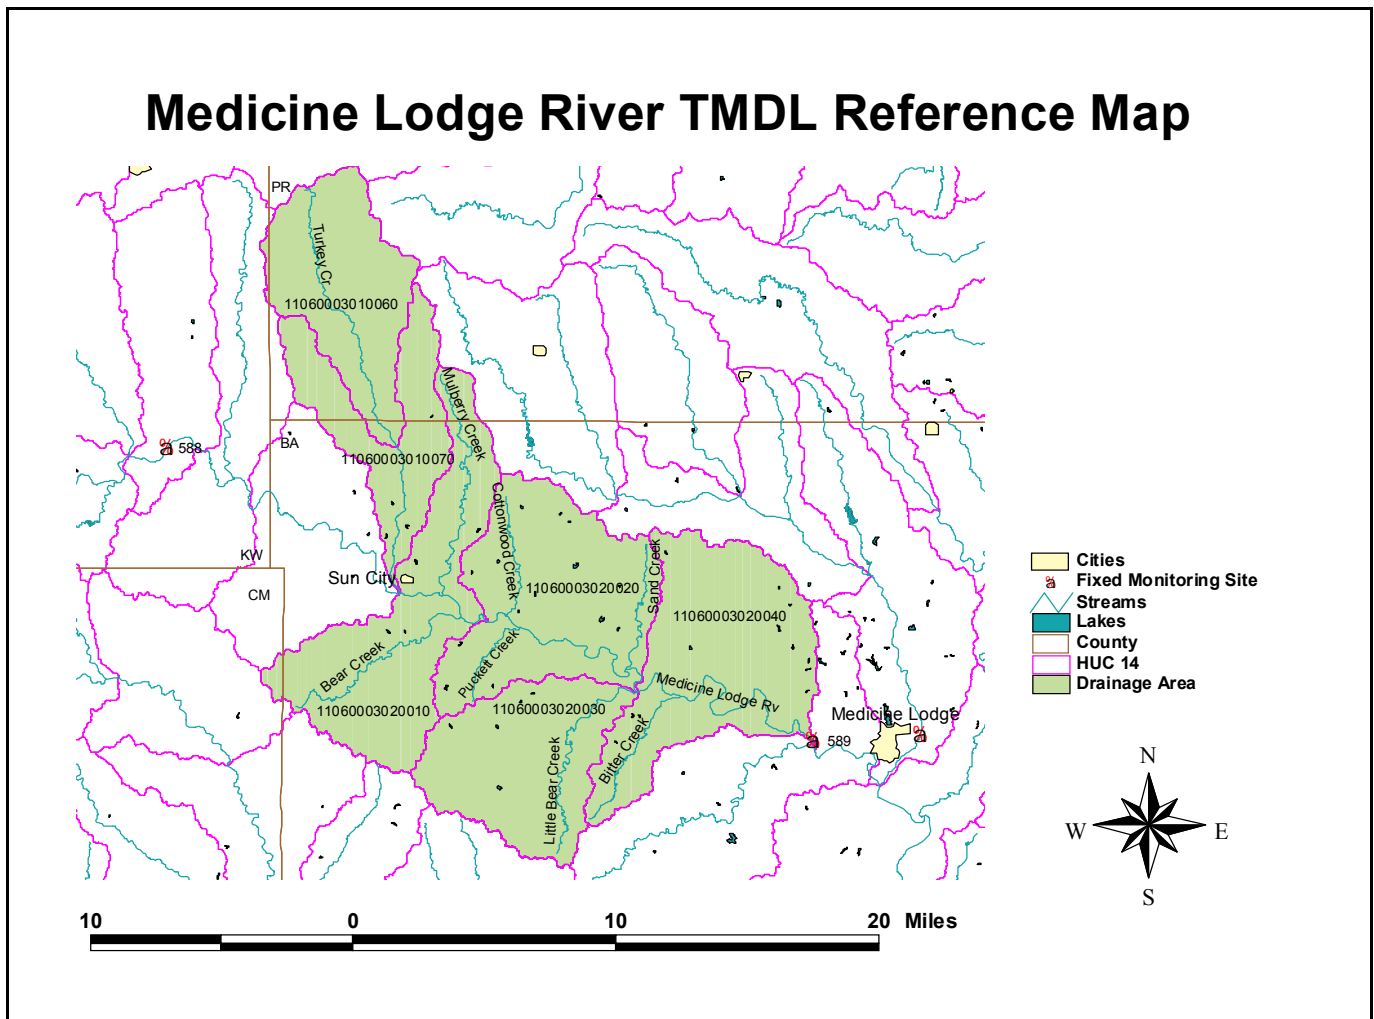 Medicine Lodge River TMDL Reference Map
PR
Turkey Cr
11060003010060
Mulberry Creek
BA
588
11060003010070
Cottonwood Creek
KW
Sun City
CM
11060003020020
Sand Creek
11060003020040
Bear Creek
Puckett Creek
Medicine Lodge Rv
11060003020010
11060003020030
Medicine Lodge
589
Little Bear Creek
Bitter Creek
Cities
% a Fixed Monitoring Site
Streams
Lakes
County
HUC 14
Drainage Area
N
W
E
S
10 0 10 20 Miles